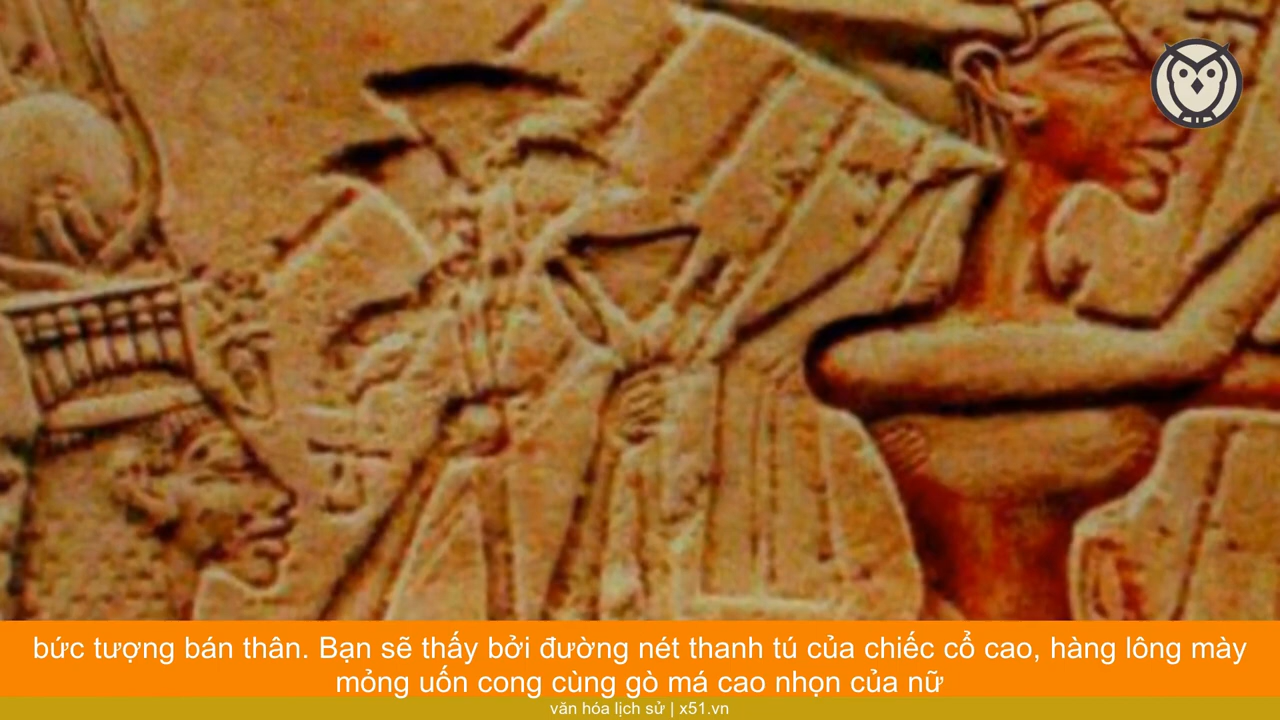 bức tượng bán thân. Bạn sẽ thấy bởi đường nét thanh tú của chiếc cổ cao, hàng lông mày
mỏng uốn cong cùng gò má cao nhọn của nữ
văn hóa lịch sử | x51.vn